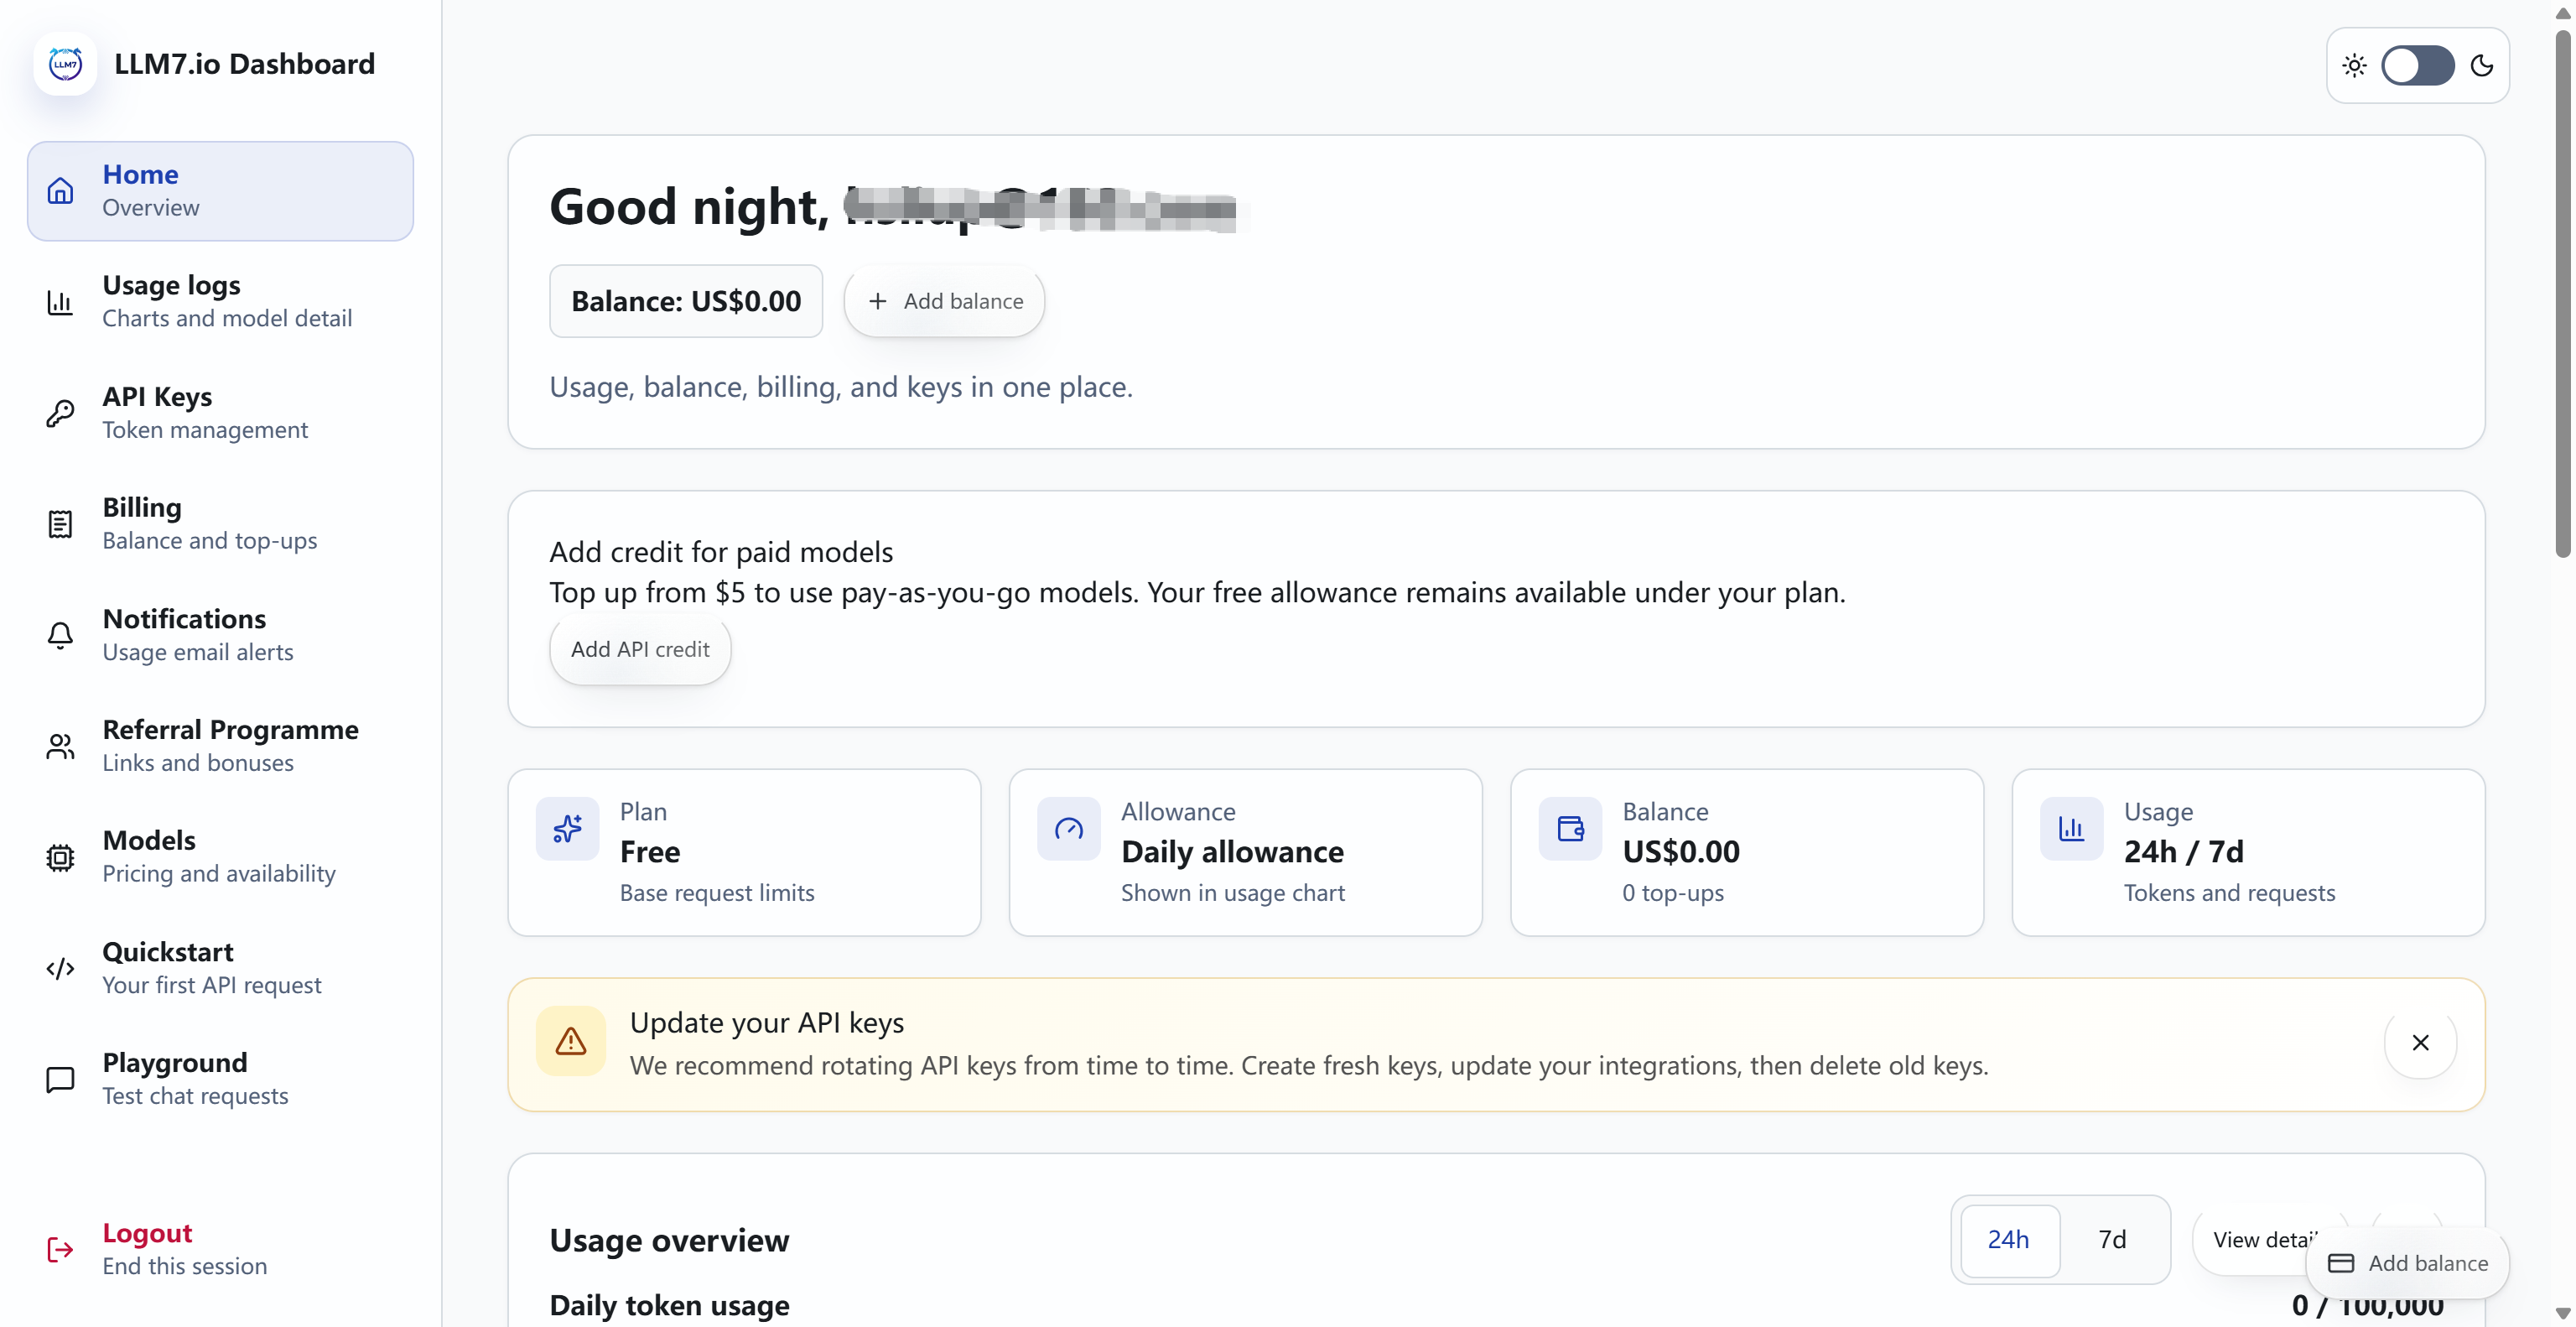 LLM7
LLM7.io Dashboard
Home
Overview
Usage logs
Charts and model detail
API Keys
Token management
Billing
Balance and top-ups
Notifications
Usage email alerts
Referral Programme
Links and bonuses
Models
Pricing and availability
Quickstart
Your first API request
Playground
Test chat requests
Logout
End this session
Good night,
Balance: US$0.00
Add balance
Usage, balance, billing, and keys in one place.
Add credit for paid models
Top up from $5 to use pay-as-you-go models. Your free allowance remains available under your plan.
Add API credit
Plan
Free
Base request limits
Allowance
Daily allowance
Shown in usage chart
Balance
US$0.00
0 top-ups
Usage
24h / 7d
Tokens and requests
Update your API keys
We recommend rotating API keys from time to time. Create fresh keys, update your integrations, then delete old keys.
Usage overview
24h
7d
View detail
Add balance
Daily token usage
0 / 100,000